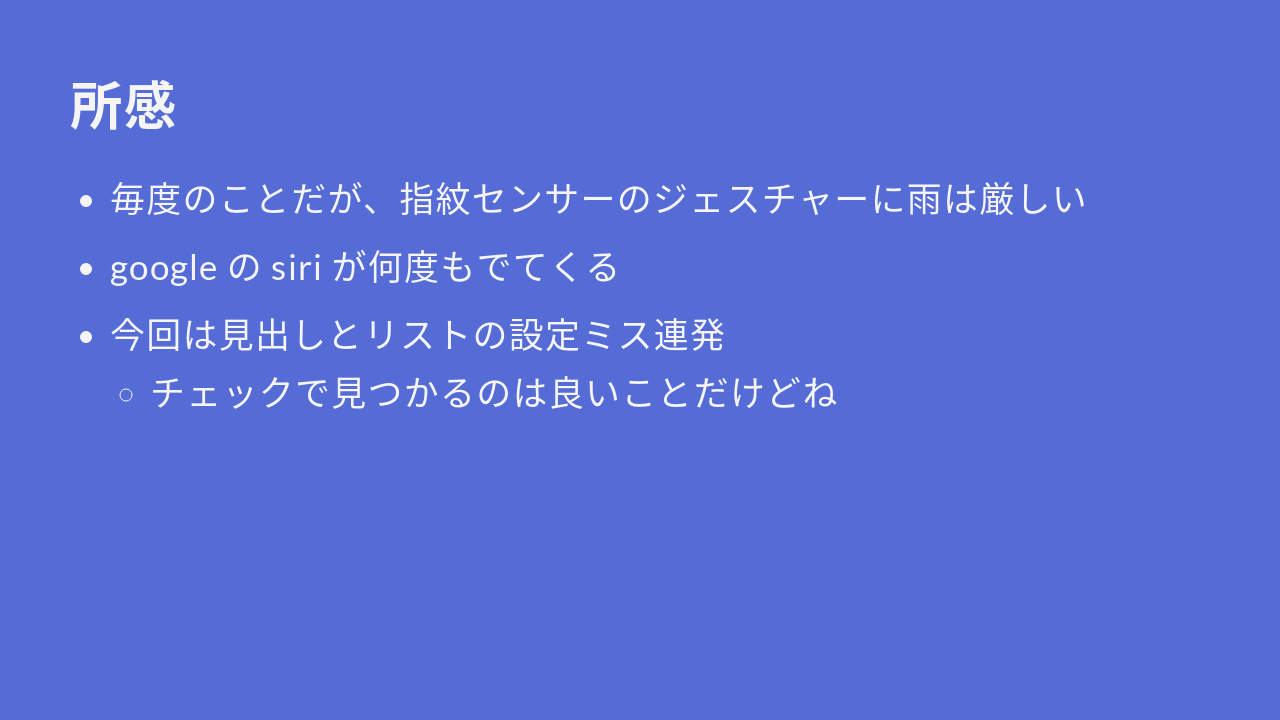 所感
毎度のことだが、指紋センサーのジェスチャーに雨は厳しい
google の siri が何度もでてくる
今回は見出しとリストの設定ミス連発
チェックで見つかるのは良いことだけどね